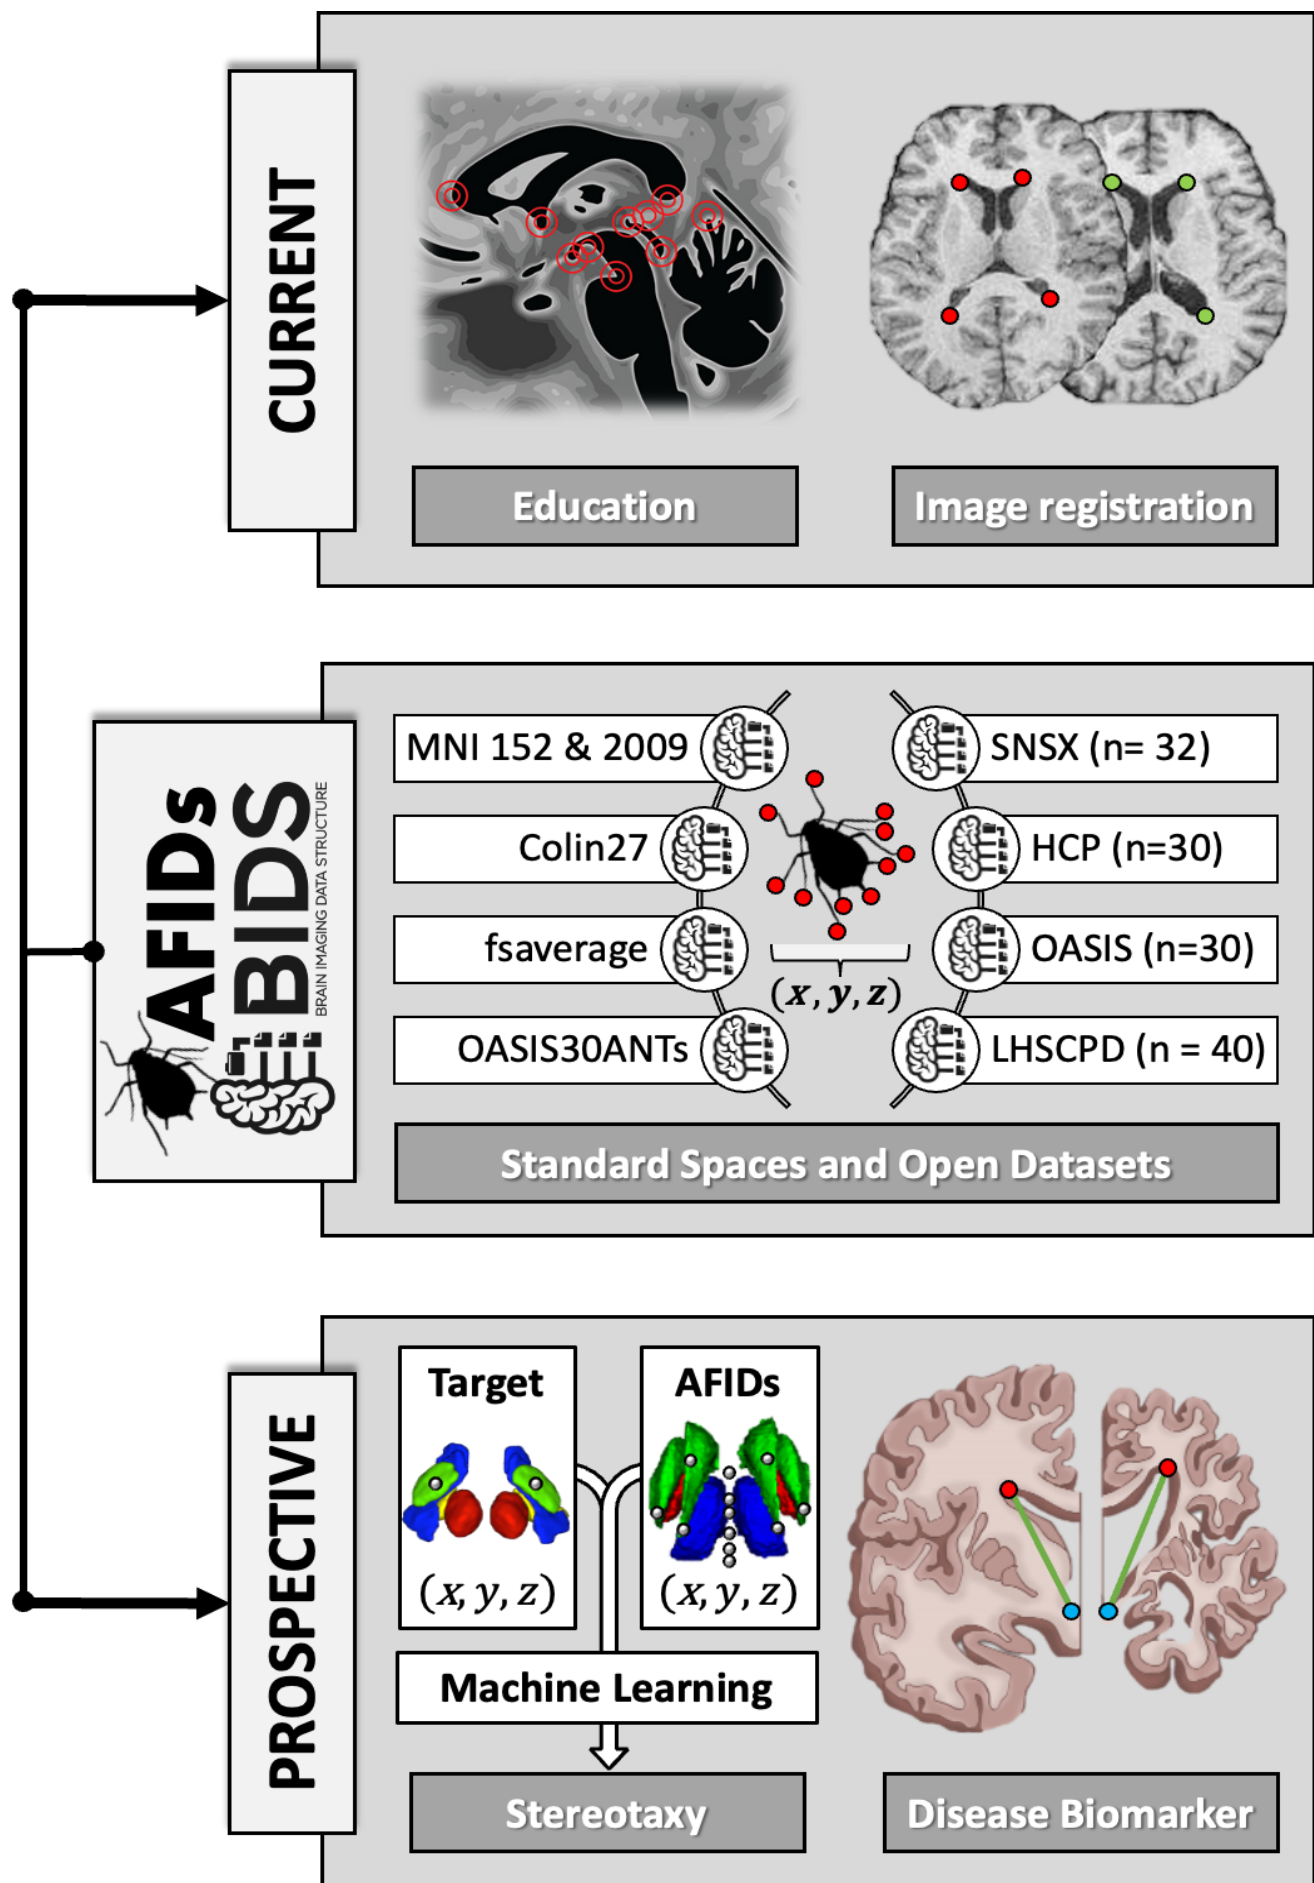 CURRENT
Education
Image registration
AFIDs
BIDS
BRAIN IMAGING DATA STRUCTURE
MNI 152 & 2009
SNSX (n= 32)
Colin27
HCP (n=30)
fsaverage
OASIS (n=30)
(x, y, z)
OASIS30ANTs
LHSCPD (n = 40)
Standard Spaces and Open Datasets
PROSPECTIVE
Target
AFIDs
(x, y, z)
(x, y, z)
Machine Learning
Stereotaxy
Disease Biomarker